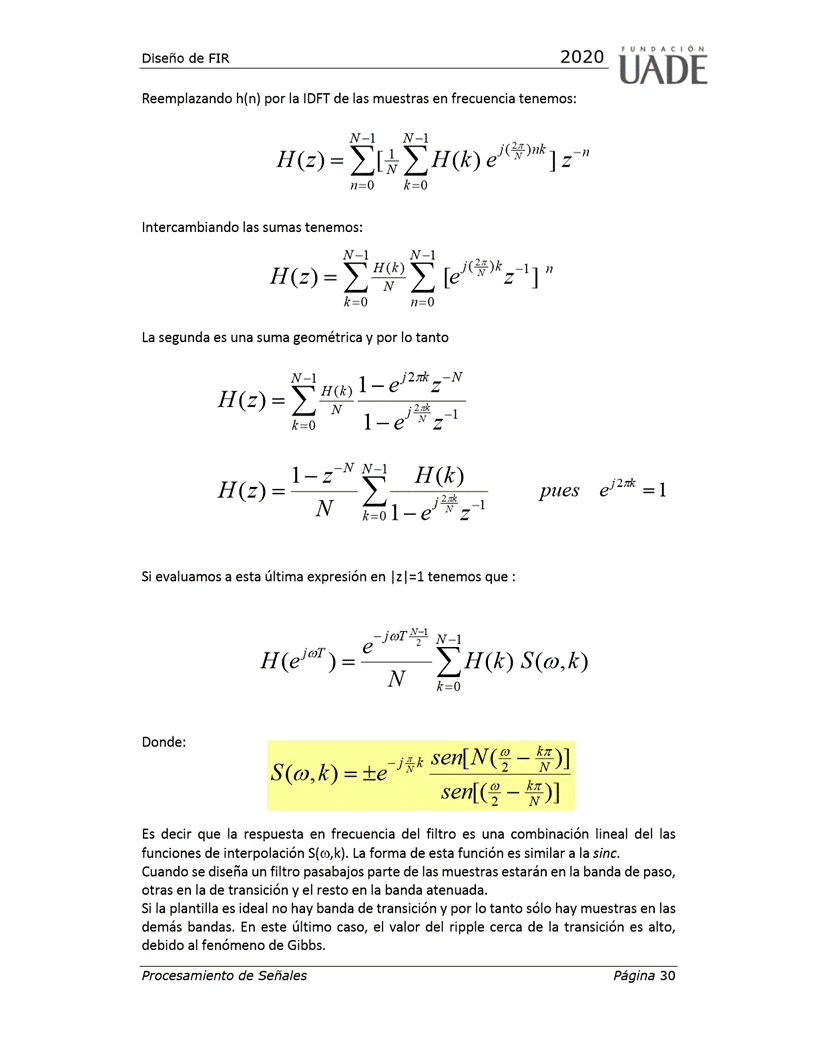 Diseño de FIR 2020 FUNDACIÓN UADE
Reemplazando h(n) por la IDFT de las muestras en frecuencia tenemos:
H(z) = \sum_{n=0}^{N-1} [ \frac{1}{N} \sum_{k=0}^{N-1} H(k) e^{j(\frac{2\pi}{N})nk} ] z^{-n}
Intercambiando las sumas tenemos:
H(z) = \sum_{k=0}^{N-1} \frac{H(k)}{N} \sum_{n=0}^{N-1} [e^{j(\frac{2\pi}{N})k} z^{-1}]^{n}
La segunda es una suma geométrica y por lo tanto
H(z) = \sum_{k=0}^{N-1} \frac{H(k)}{N} \frac{1 - e^{j2\pi k} z^{-N}}{1 - e^{j\frac{2\pi k}{N}} z^{-1}}
H(z) = \frac{1 - z^{-N}}{N} \sum_{k=0}^{N-1} \frac{H(k)}{1 - e^{j\frac{2\pi k}{N}} z^{-1}} pues e^{j2\pi k} = 1
Si evaluamos a esta última expresión en |z|=1 tenemos que :
H(e^{j\omega T}) = \frac{e^{-j\omega T\frac{N-1}{2}}}{N} \sum_{k=0}^{N-1} H(k) S(\omega, k)
Donde:
S(\omega, k) = \pm e^{-j\frac{\pi}{N}k} \frac{sen[N(\frac{\omega}{2} - \frac{k\pi}{N})]}{sen[(\frac{\omega}{2} - \frac{k\pi}{N})]}
Es decir que la respuesta en frecuencia del filtro es una combinación lineal del las
funciones de interpolación S(ω,k). La forma de esta función es similar a la sinc.
Cuando se diseña un filtro pasabajos parte de las muestras estarán en la banda de paso,
otras en la de transición y el resto en la banda atenuada.
Si la plantilla es ideal no hay banda de transición y por lo tanto sólo hay muestras en las
demás bandas. En este último caso, el valor del ripple cerca de la transición es alto,
debido al fenómeno de Gibbs.
Procesamiento de Señales Página 30